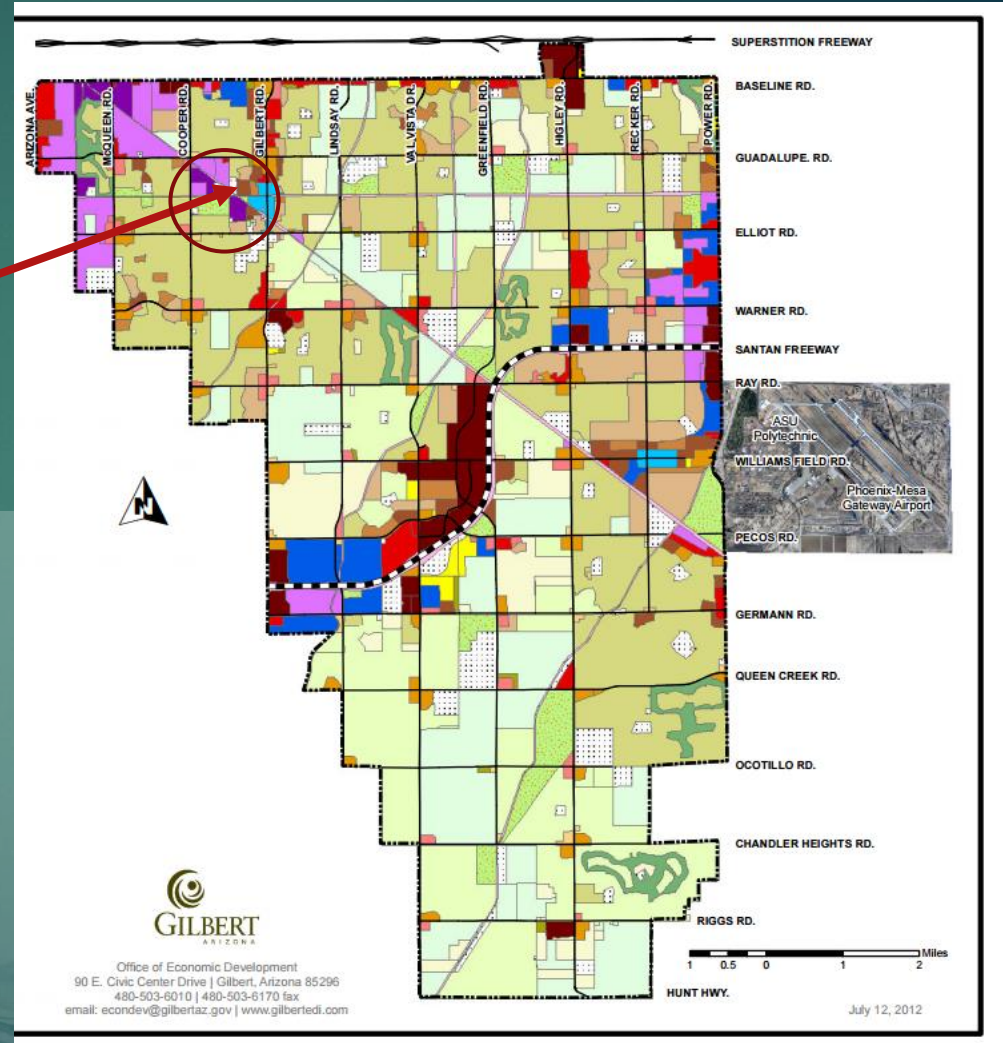 SUPERSTITION FREEWAY
BASELINE RD.
ARIZONA AVE.
McQUEEN RD.
COOPER RD.
GILBERT RD.
LINDSAY RD.
VAL VISTA DR.
GREENFIELD RD.
HIGLEY RD.
RECKER RD.
POWER RD.
GUADALUPE. RD.
ELLIOT RD.
WARNER RD.
SANTAN FREEWAY
RAY RD.
ASU
Polytechnic
WILLIAMS FIELD RD.
Phoenix-Mesa
Gateway Airport
N
PECOS RD.
GERMANN RD.
QUEEN CREEK RD.
OCOTILLO RD.
CHANDLER HEIGHTS RD.
GILBERT
ARIZONA
RIGGS RD.
Miles
1 0.5 0 1 2
Office of Economic Development
90 E. Civic Center Drive | Gilbert, Arizona 85296
480-503-6010 | 480-503-6170 fax
email: econdev@gilbertaz.gov | www.gilbertedi.com
HUNT HWY.
July 12, 2012